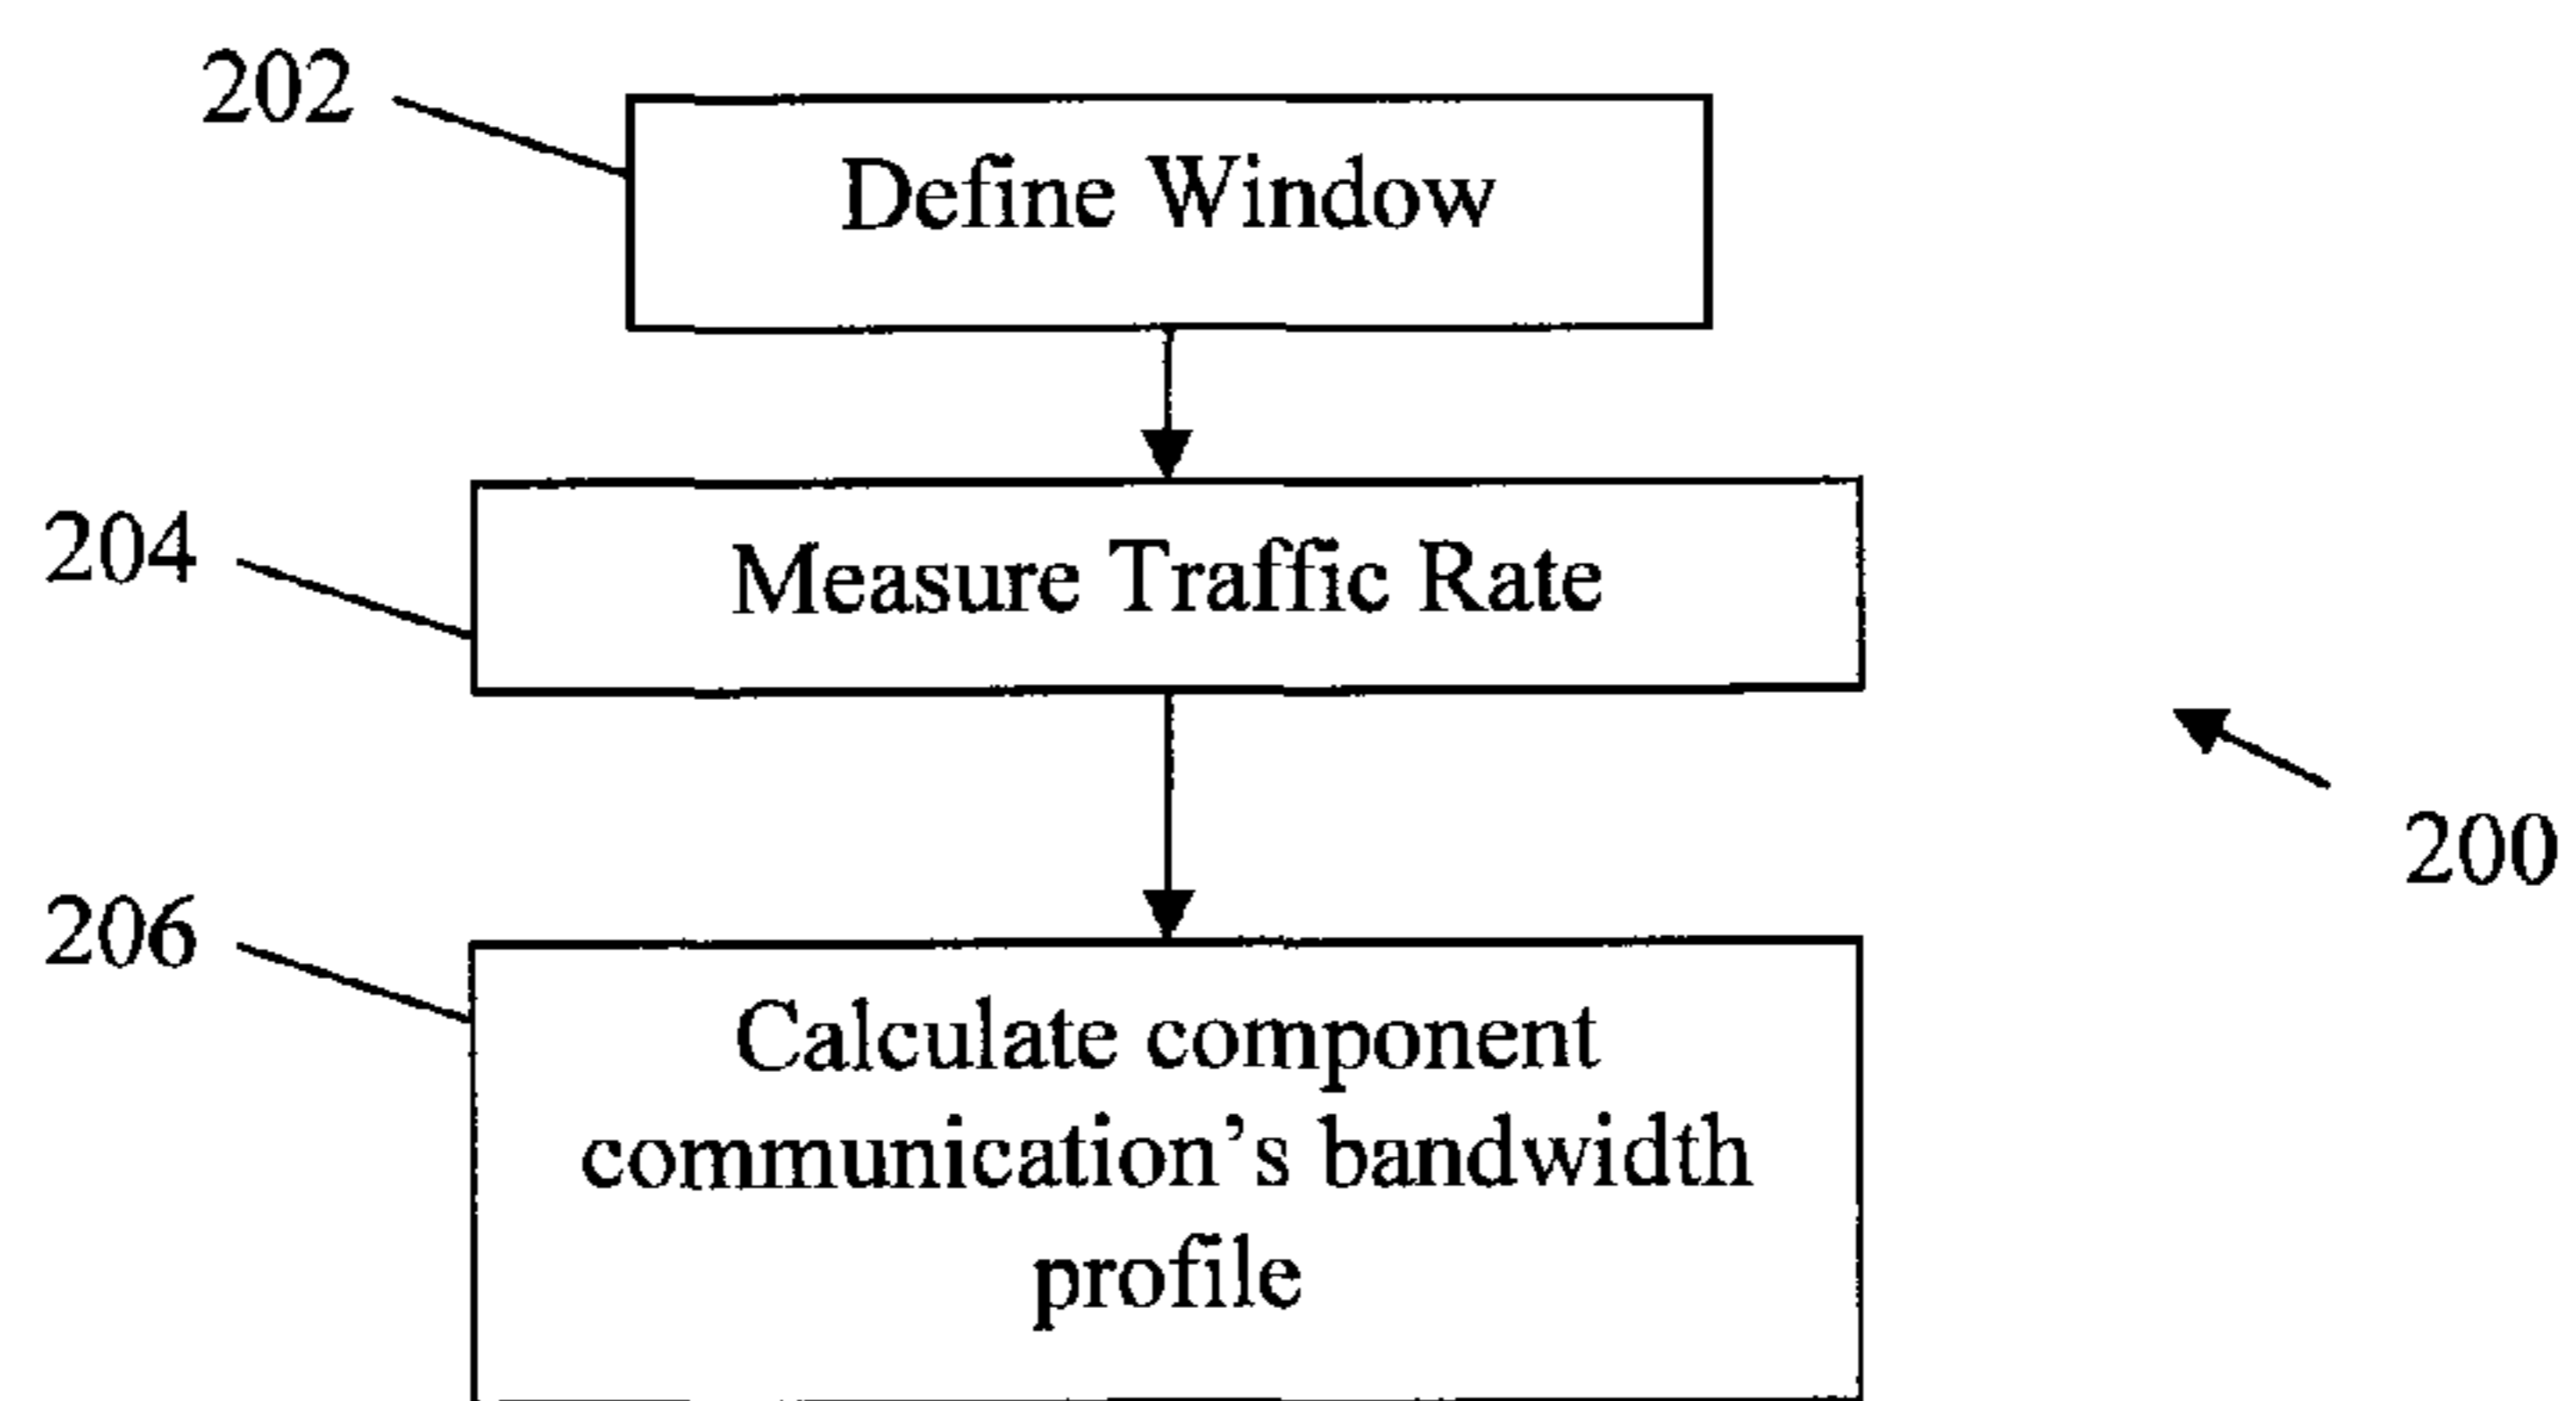 202
Define Window
204
Measure Traffic Rate
200
206
Calculate component
communication’s bandwidth
profile